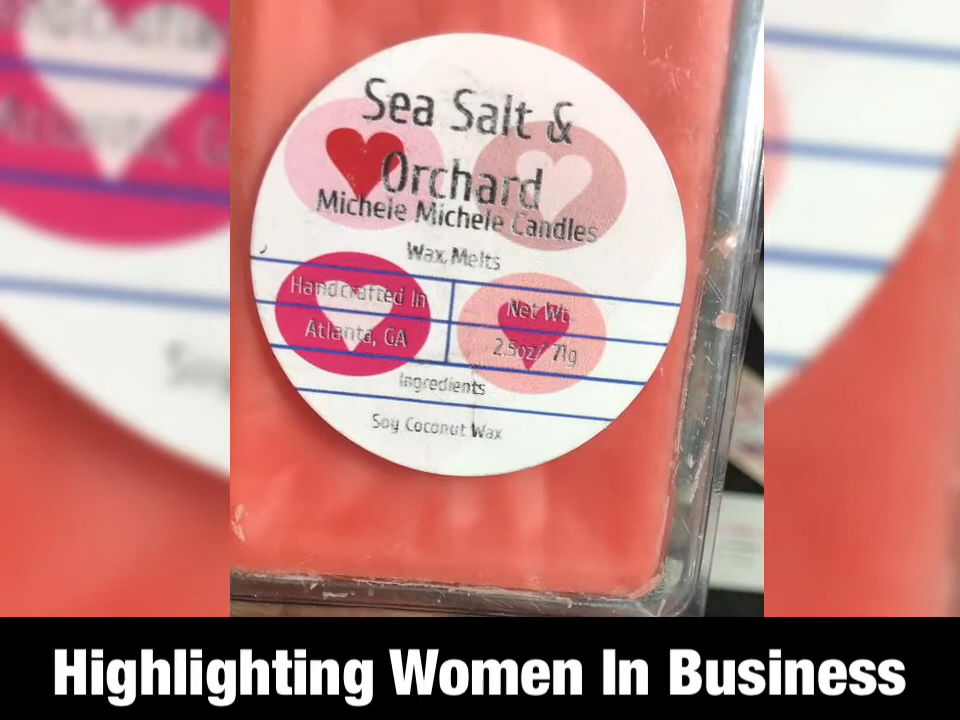 Sea Salt &
Orchard
Michele Michele Candles
Wax Melts
Handcrafted In
Net Wt.
Atlanta, GA
2.5oz/ 71g
Ingredients
Soy Coconut Wax
Highlighting Women In Business